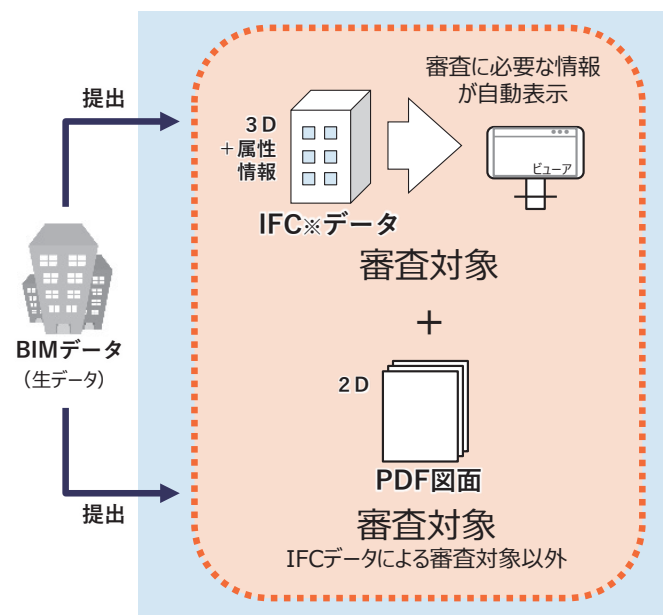 提出
審査に必要な情報
が自動表示
3D
+属性
情報
ビューア
IFC※データ
審査対象
+
BIMデータ
(生データ)
2D
PDF図面
提出
審査対象
IFCデータによる審査対象以外